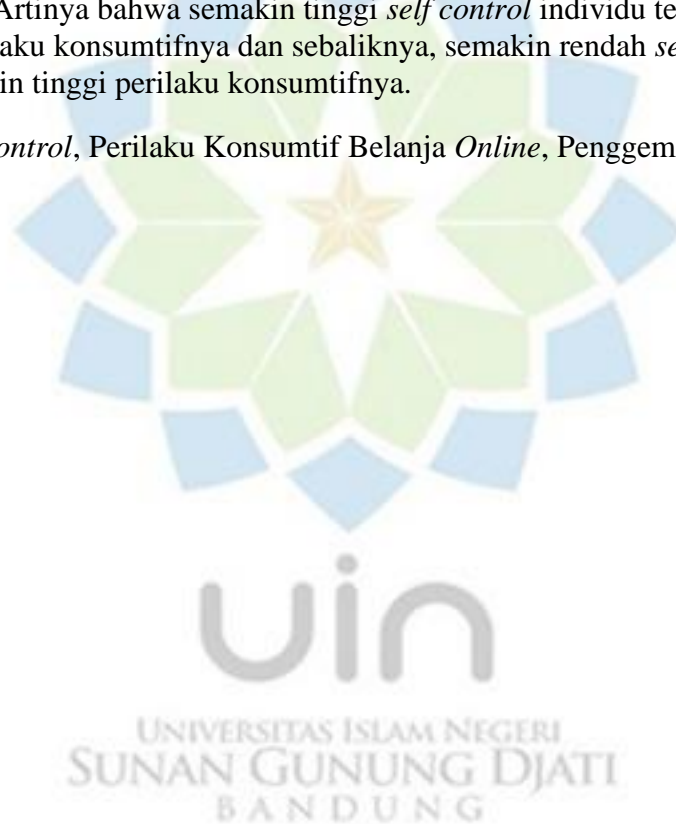 Artinya bahwa semakin tinggi self control individu te
laku konsumtifnya dan sebaliknya, semakin rendah se
in tinggi perilaku konsumtifnya.
ontrol, Perilaku Konsumtif Belanja Online, Penggem
uin
UNIVERSITAS ISLAM NEGERI
SUNAN GUNUNG DJATI
BANDUNG